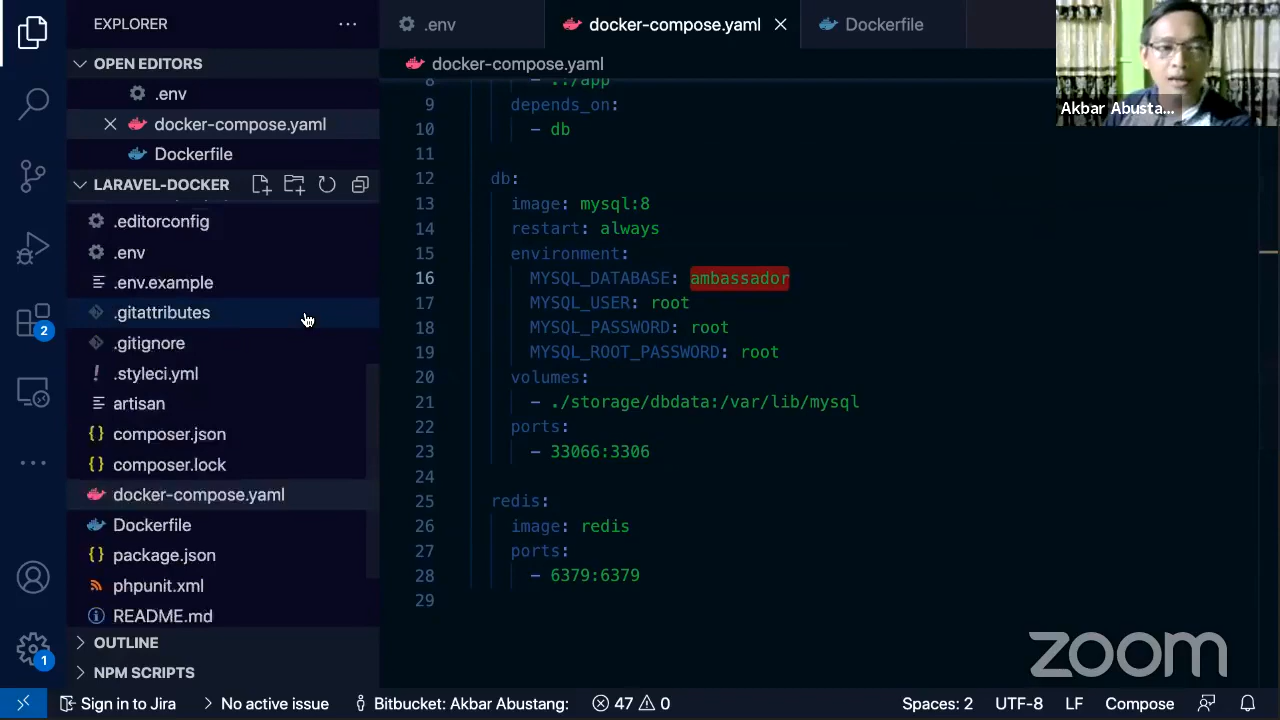 EXPLORER
.env
docker-compose.yaml
Dockerfile
OPEN EDITORS
docker-compose.yaml
Akbar Abusta...
.env
docker-compose.yaml
Dockerfile
LARAVEL-DOCKER
.editorconfig
.env
.env.example
.gitattributes
.gitignore
.styleci.yml
artisan
composer.json
composer.lock
docker-compose.yaml
Dockerfile
package.json
phpunit.xml
README.md
OUTLINE
NPM SCRIPTS
8 - .:/app
9 depends_on:
10 - db
11
12 db:
13 image: mysql:8
14 restart: always
15 environment:
16 MYSQL_DATABASE: ambassador
17 MYSQL_USER: root
18 MYSQL_PASSWORD: root
19 MYSQL_ROOT_PASSWORD: root
20 volumes:
21 - ./storage/dbdata:/var/lib/mysql
22 ports:
23 - 33066:3306
24
25 redis:
26 image: redis
27 ports:
28 - 6379:6379
29
2
1
zoom
Sign in to Jira
No active issue
Bitbucket: Akbar Abustang:
47
0
Spaces: 2
UTF-8
LF
Compose